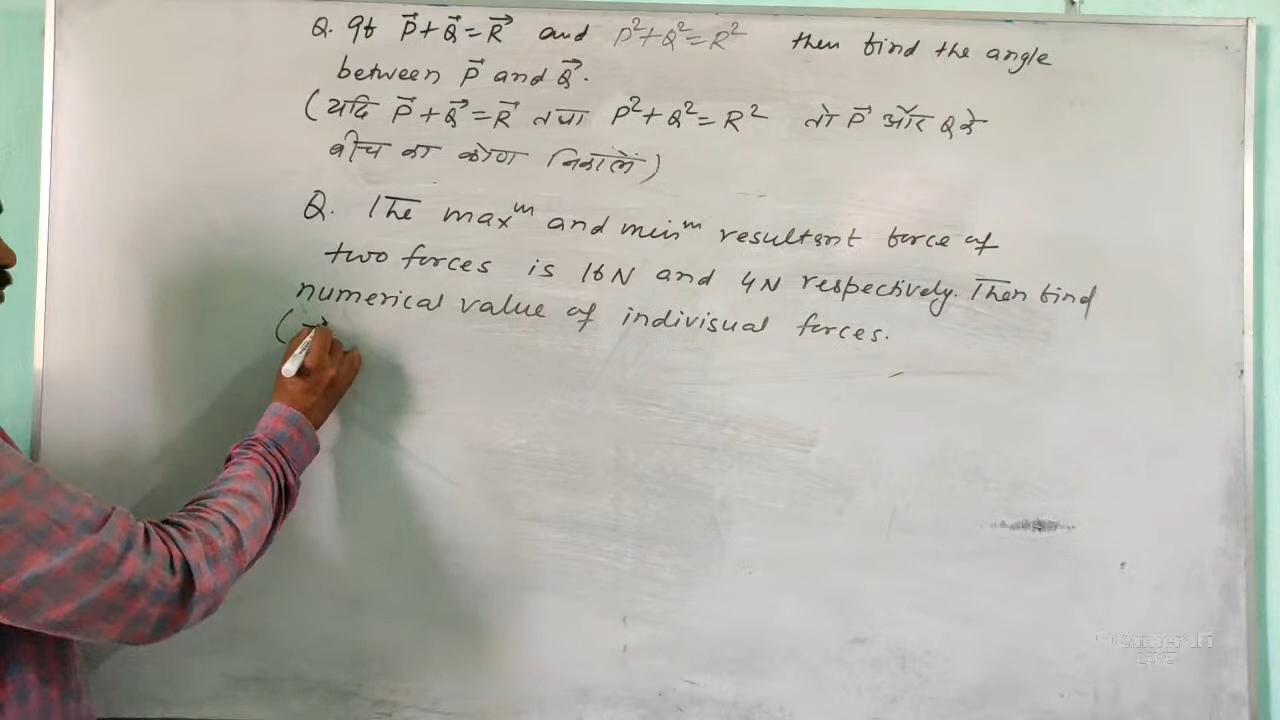 Q. If P⃗+Q⃗=R⃗ and P²+Q²=R² then find the angle
between P⃗ and Q⃗.
(यदि P⃗+Q⃗=R⃗ तथा P²+Q²=R² तो P⃗ और Q के
बीच का कोण निकालें)
Q. The maxᵐ and minᵐ resultant force of
two forces is 16N and 4N respectively. Then find
numerical value of indivisual forces.
(
LIVE